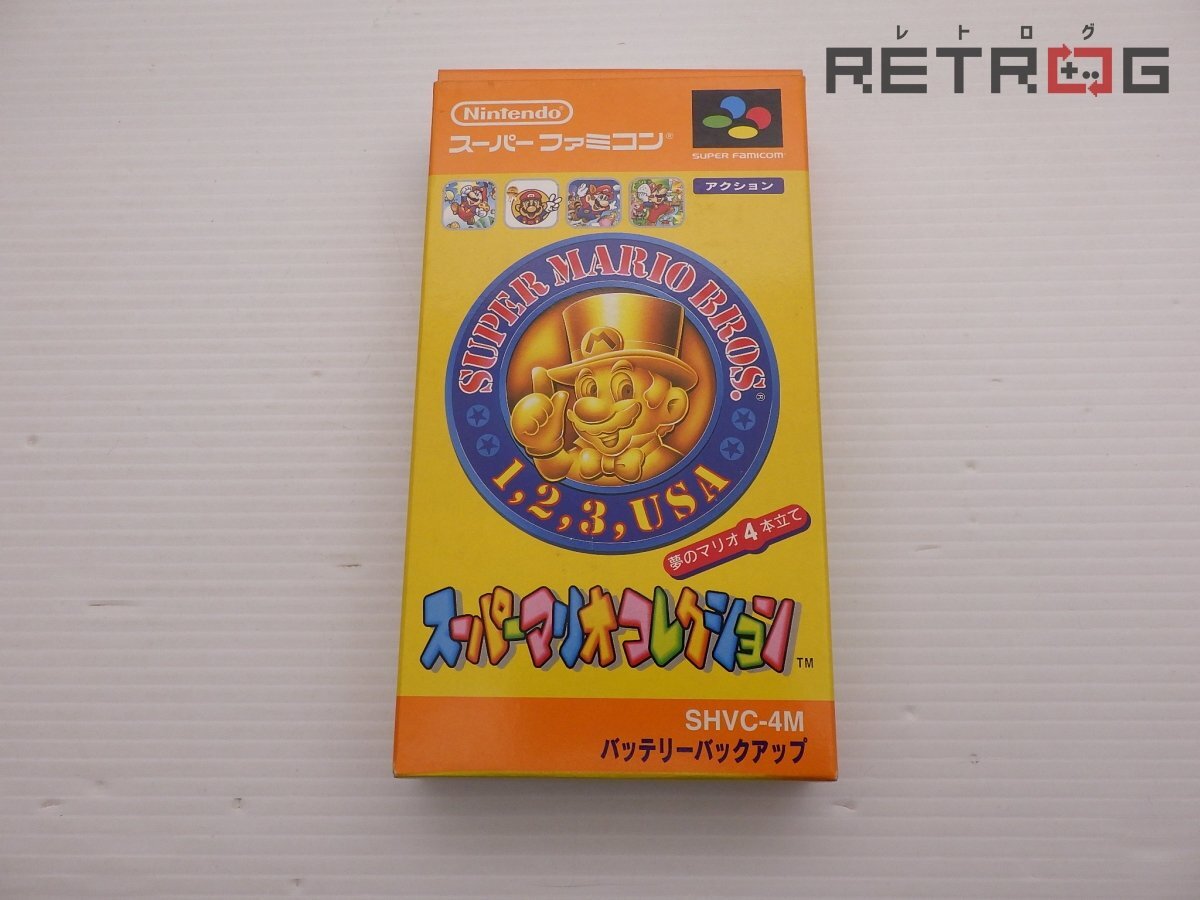 レトログ
RETROG
Nintendo®
スーパーファミコン®
SUPER FAMICOM
アクション
SUPER MARIO BROS.®
1,2,3,USA
夢のマリオ4本立て
スーパーマリオコレクション™
SHVC-4M
バッテリーバックアップ